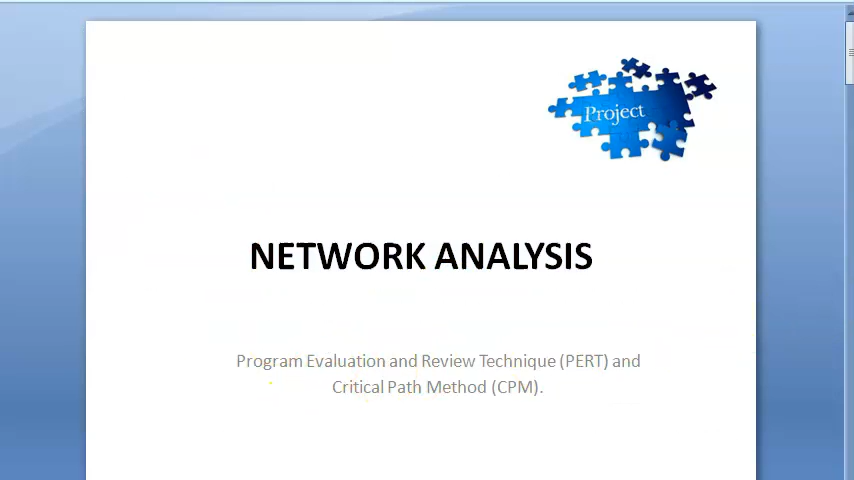 Project
NETWORK ANALYSIS
Program Evaluation and Review Technique (PERT) and
Critical Path Method (CPM).